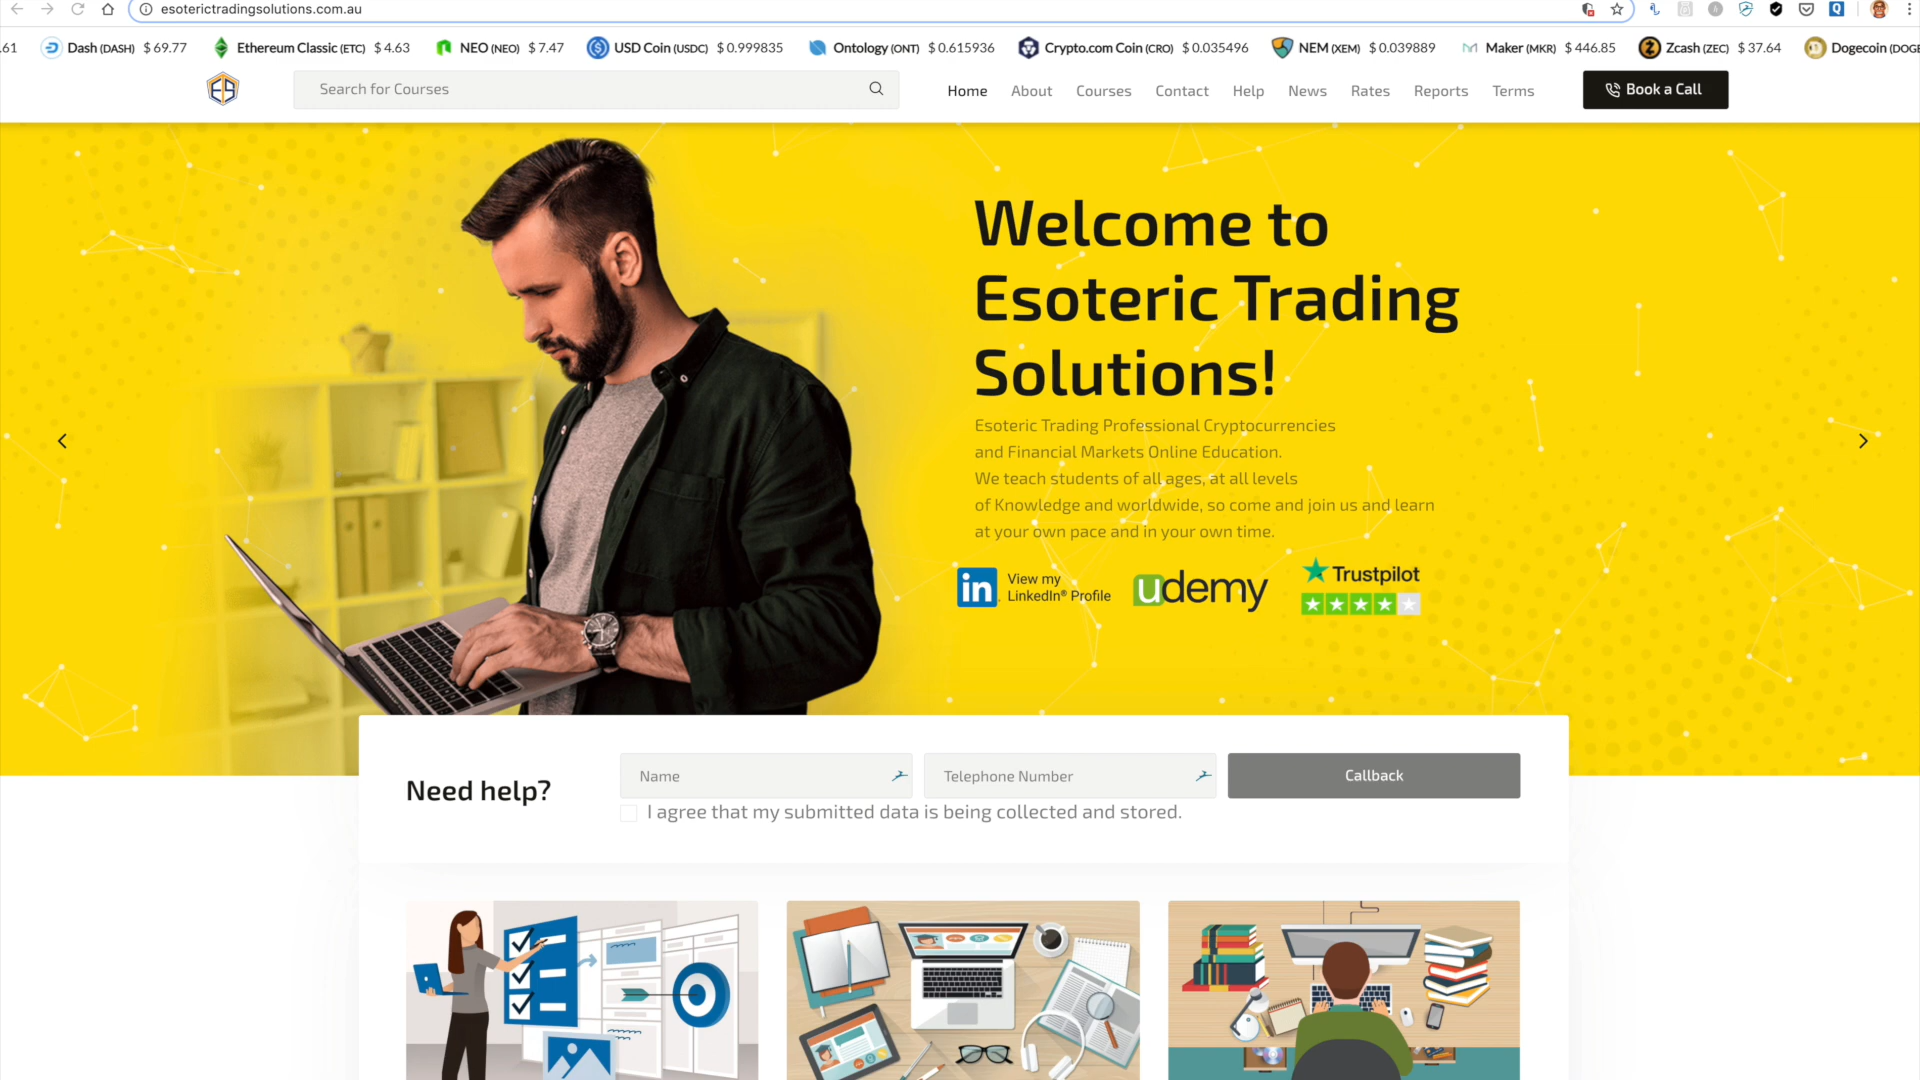 esoterictradingsolutions.com.au
.61 Dash (DASH) $ 69.77 Ethereum Classic (ETC) $ 4.63 NEO (NEO) $ 7.47 USD Coin (USDC) $ 0.999835 Ontology (ONT) $ 0.615936 Crypto.com Coin (CRO) $ 0.035496 NEM (XEM) $ 0.039889 Maker (MKR) $ 446.85 Zcash (ZEC) $ 37.64 Dogecoin (DOGE
ES Search for Courses Home About Courses Contact Help News Rates Reports Terms Book a Call
Welcome to
Esoteric Trading
Solutions!
Esoteric Trading Professional Cryptocurrencies
and Financial Markets Online Education.
We teach students of all ages, at all levels
of Knowledge and worldwide, so come and join us and learn
at your own pace and in your own time.
in View my
LinkedIn® Profile
udemy
Trustpilot
Need help?
Name
Telephone Number
Callback
I agree that my submitted data is being collected and stored.